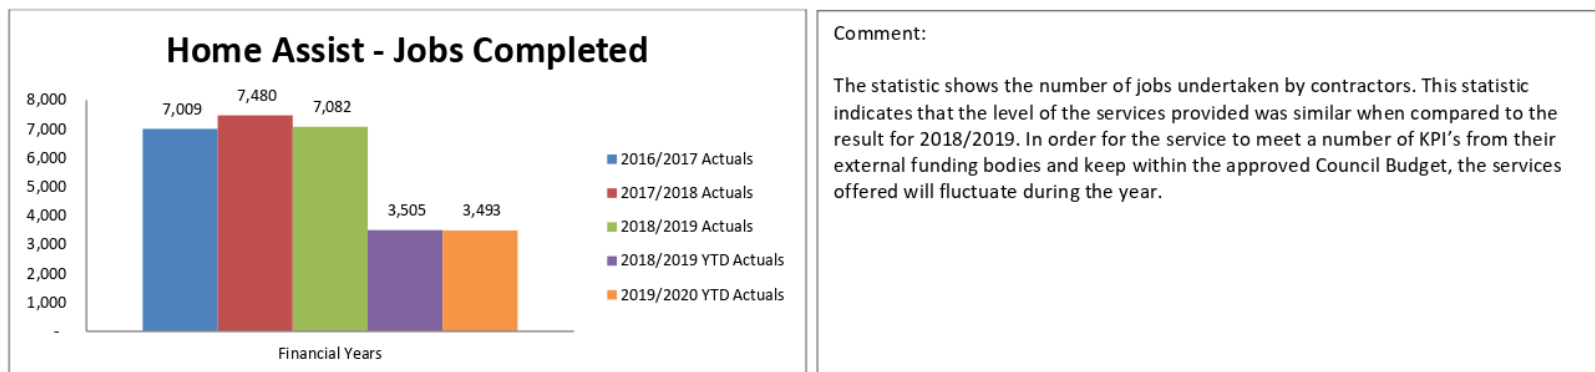 Home Assist - Jobs Completed
8,000
7,000
6,000
5,000
4,000
3,000
2,000
1,000
-
7,009
7,480
7,082
3,505
3,493
Financial Years
2016/2017 Actuals
2017/2018 Actuals
2018/2019 Actuals
2018/2019 YTD Actuals
2019/2020 YTD Actuals
Comment:
The statistic shows the number of jobs undertaken by contractors. This statistic
indicates that the level of the services provided was similar when compared to the
result for 2018/2019. In order for the service to meet a number of KPI’s from their
external funding bodies and keep within the approved Council Budget, the services
offered will fluctuate during the year.